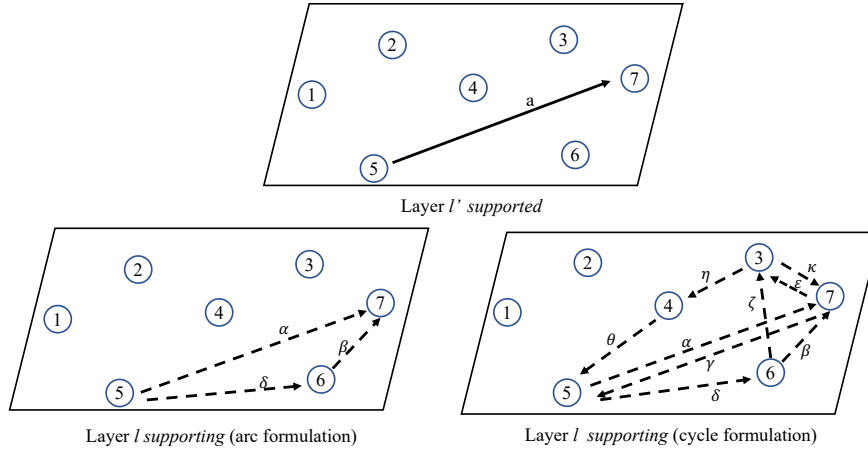 3
2
7
4
1
a
5
6
Layer l’ supported
2
3
7
4
1
α
β
δ
6
5
Layer l supporting (arc formulation)
3
2
κ
η
ε
7
4
1
ζ
θ
α
β
γ
6
5
δ
Layer l supporting (cycle formulation)